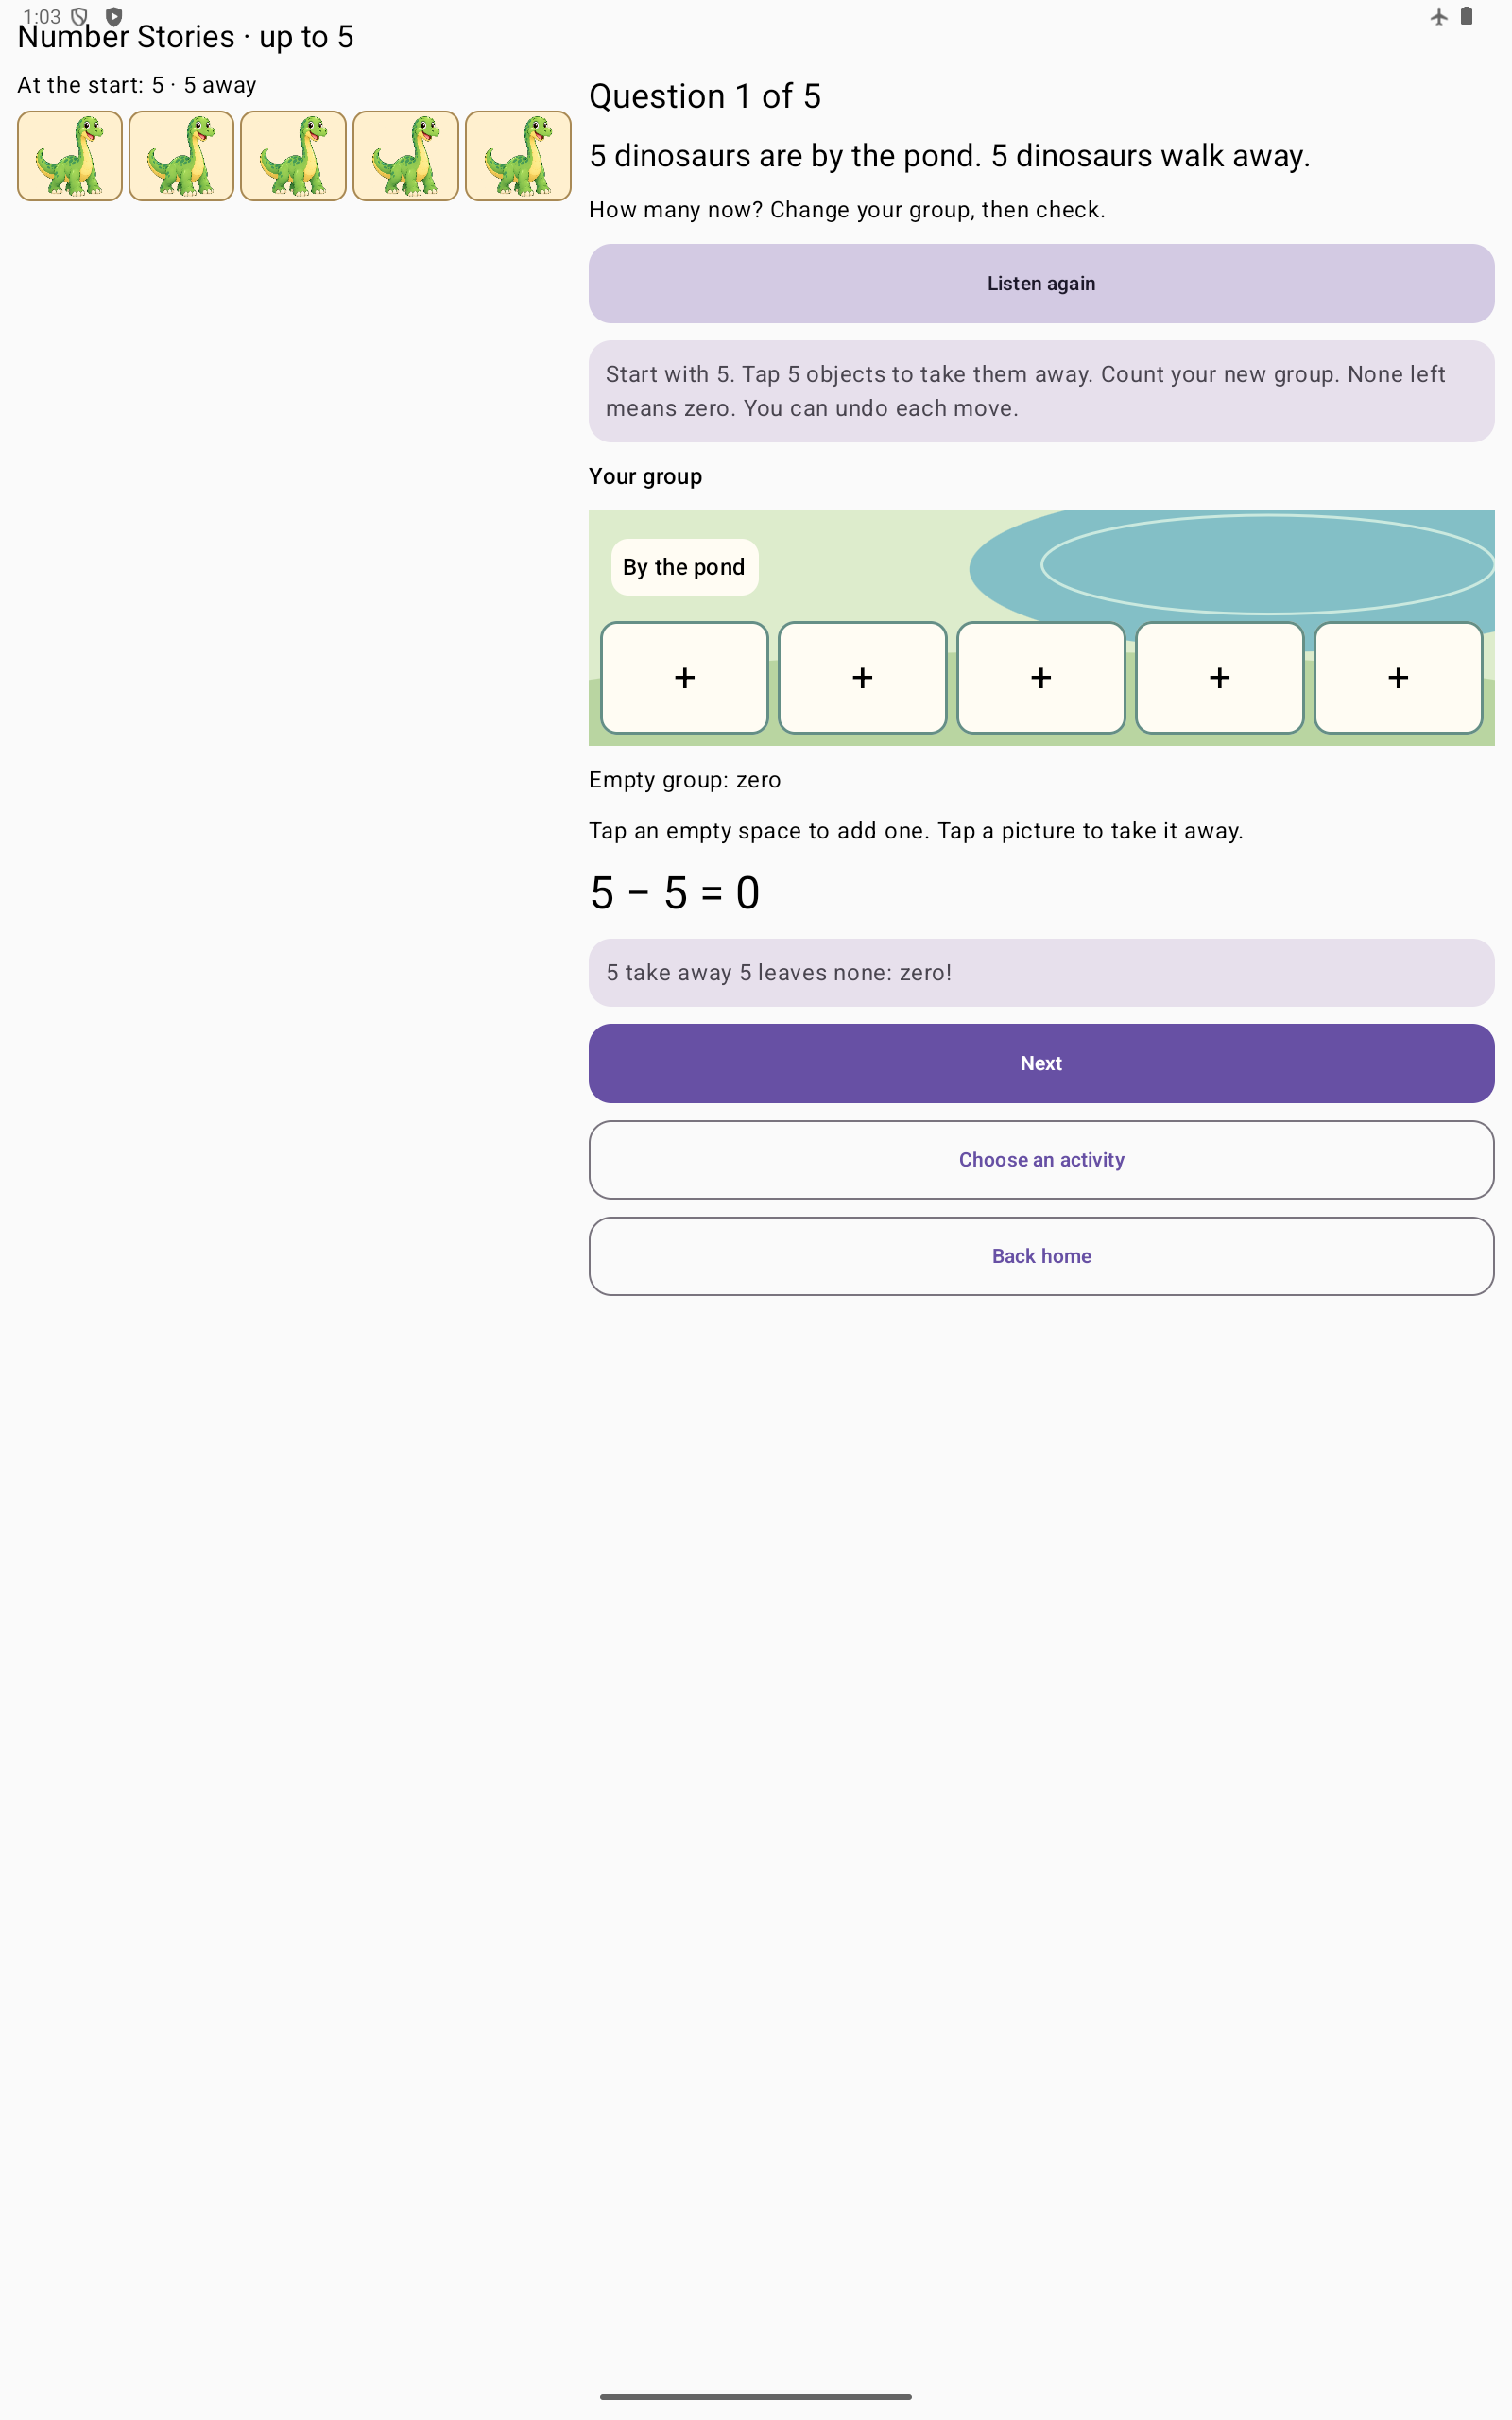 1:03
Number Stories · up to 5
At the start: 5 · 5 away
Question 1 of 5
5 dinosaurs are by the pond. 5 dinosaurs walk away.
How many now? Change your group, then check.
Listen again
Start with 5. Tap 5 objects to take them away. Count your new group. None left
means zero. You can undo each move.
Your group
By the pond
+ + + + +
Empty group: zero
Tap an empty space to add one. Tap a picture to take it away.
5 − 5 = 0
5 take away 5 leaves none: zero!
Next
Choose an activity
Back home